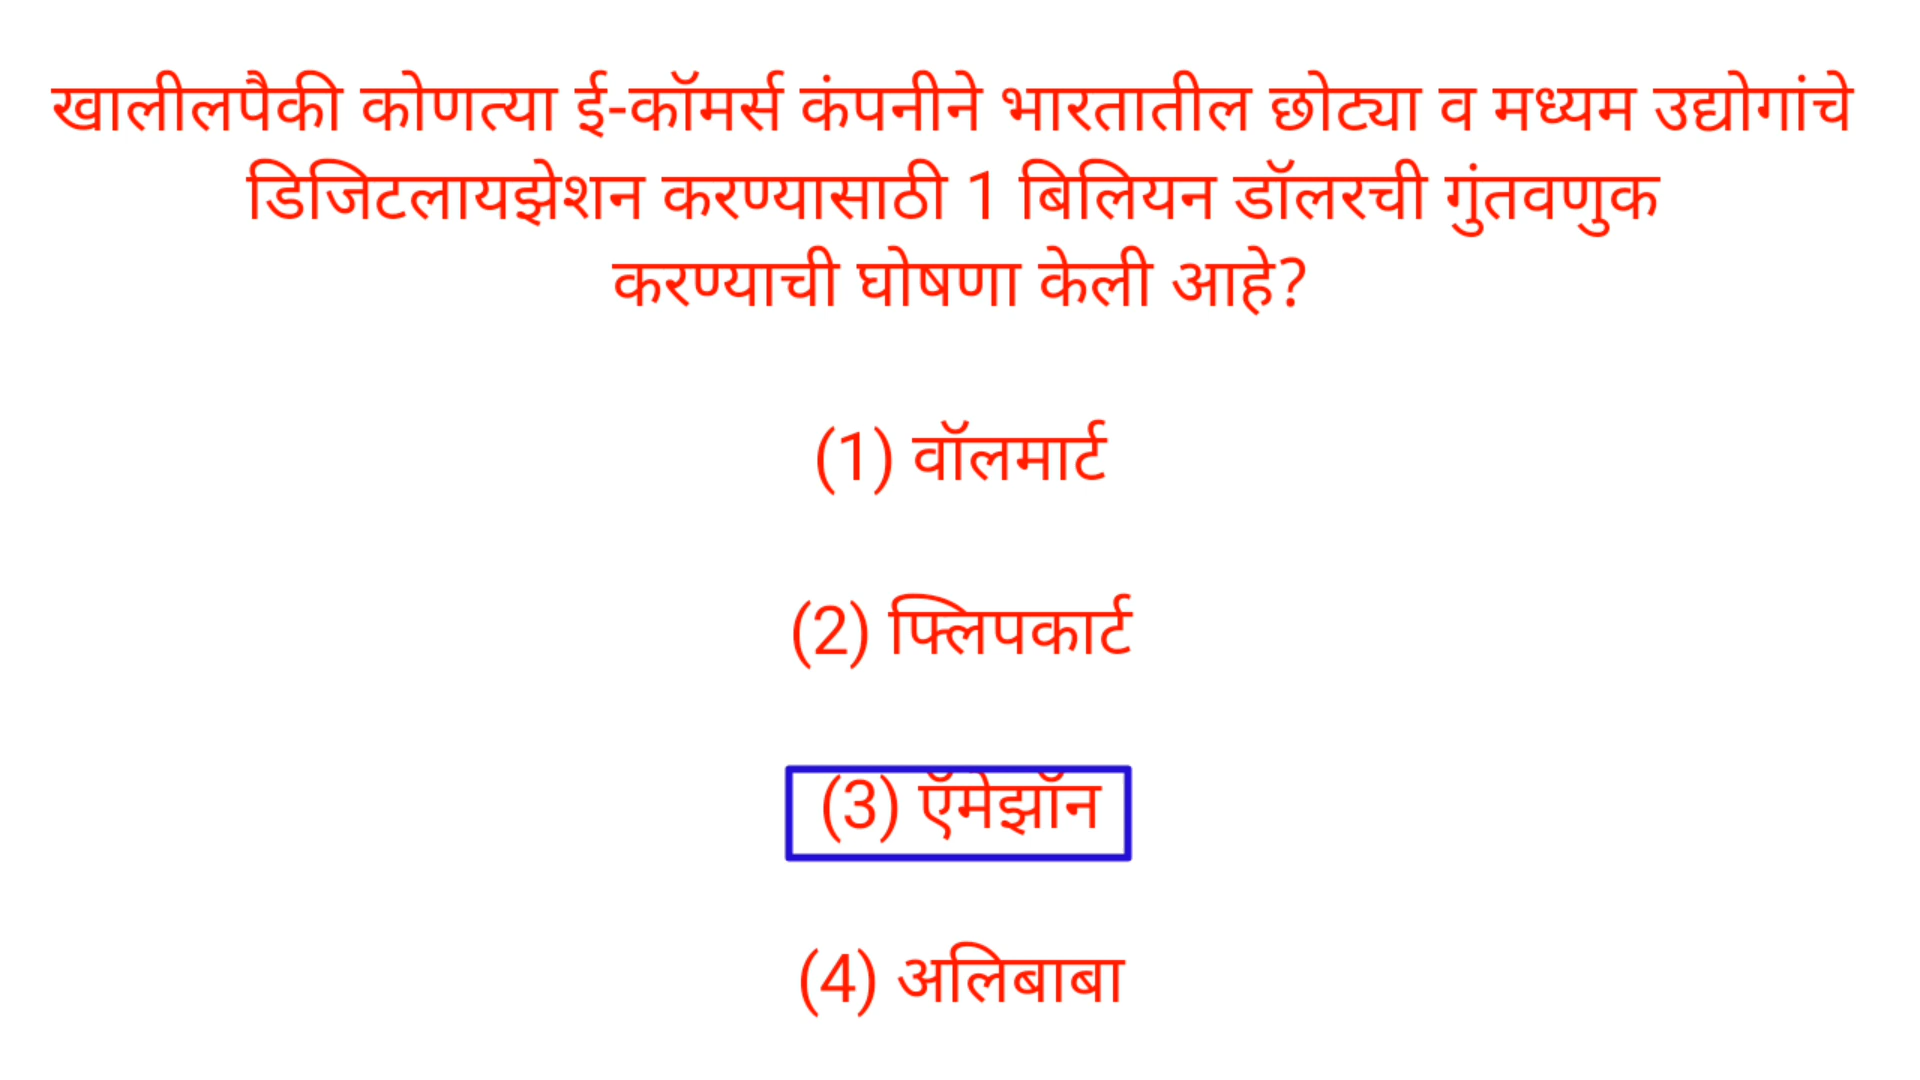 खालीलपैकी कोणत्या ई-कॉमर्स कंपनीने भारतातील छोट्या व मध्यम उद्योगांचे
डिजिटलायझेशन करण्यासाठी 1 बिलियन डॉलरची गुंतवणुक
करण्याची घोषणा केली आहे?
(1) वॉलमार्ट
(2) फ्लिपकार्ट
(3) ऍमेझॉन
(4) अलिबाबा